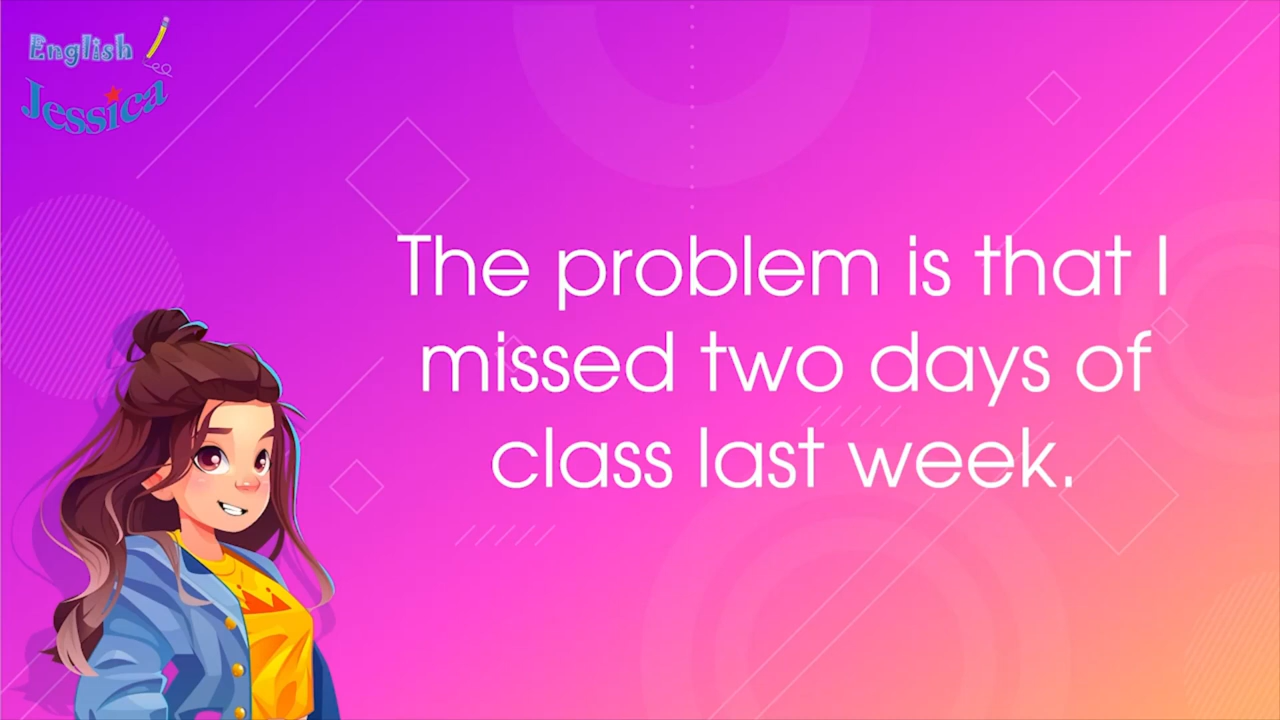 English
Jessica
The problem is that I
missed two days of
class last week.